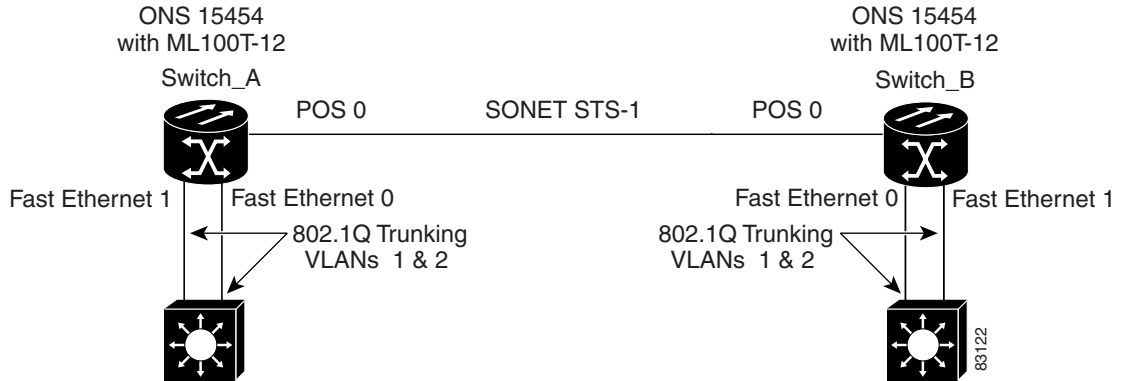 ONS 15454
with ML100T-12
Switch_A
ONS 15454
with ML100T-12
Switch_B
POS 0
SONET STS-1
POS 0
Fast Ethernet 1
Fast Ethernet 0
Fast Ethernet 0
Fast Ethernet 1
802.1Q Trunking
VLANs 1 & 2
802.1Q Trunking
VLANs 1 & 2
83122